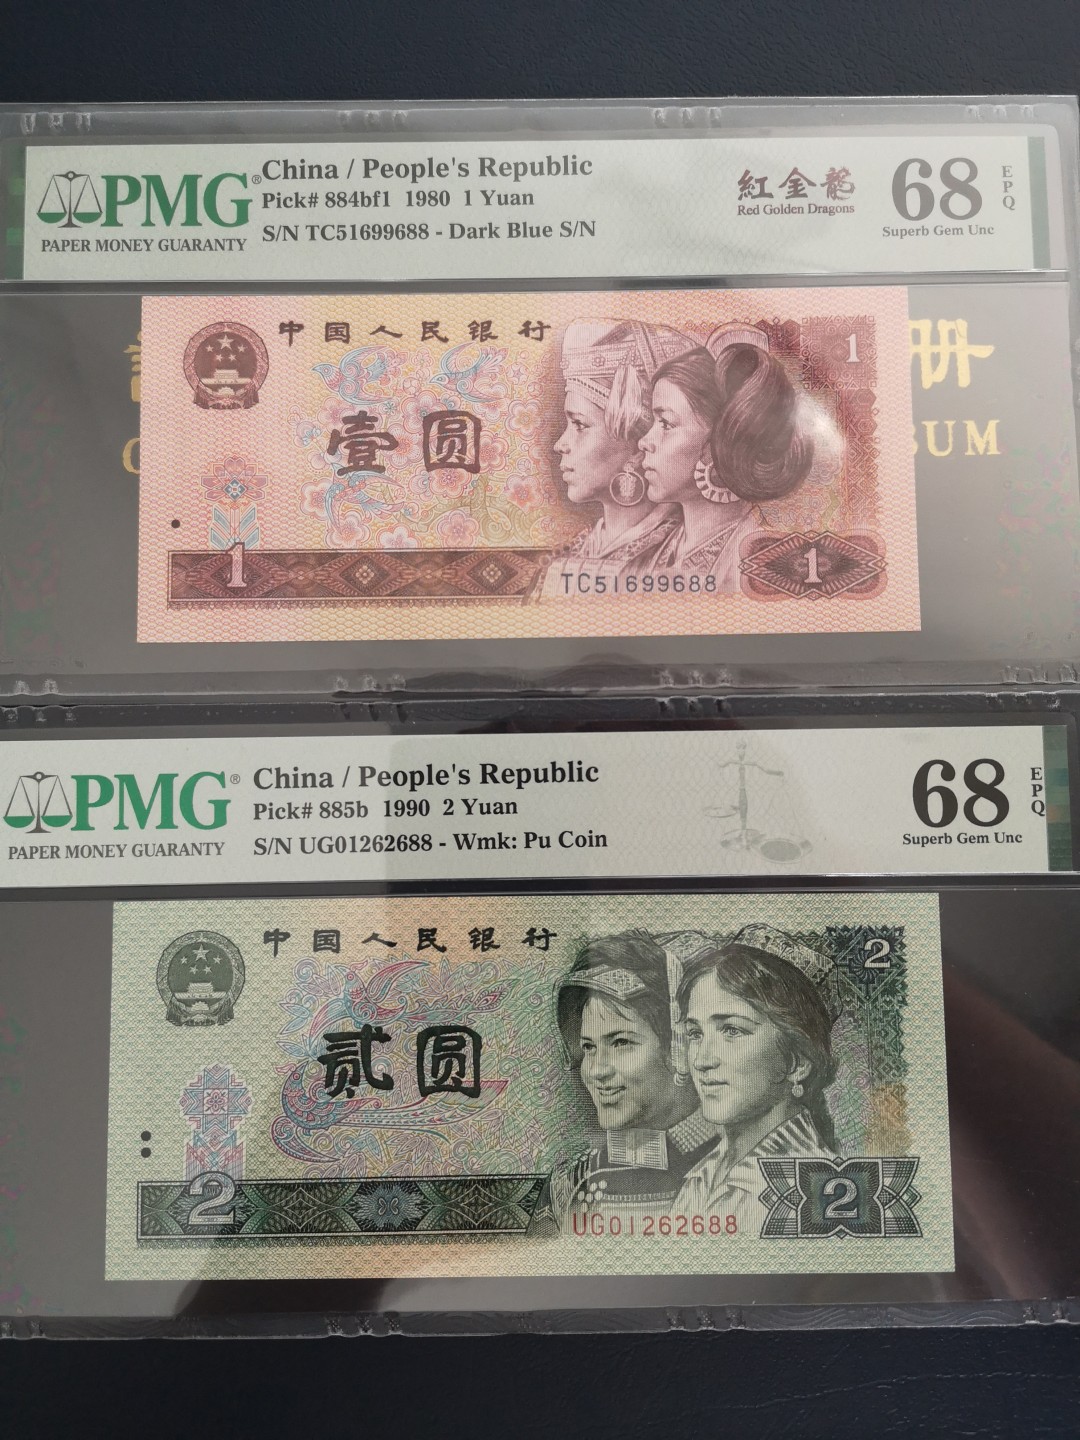 PMG®
PAPER MONEY GUARANTY
China / People's Republic
Pick# 884bf1 1980 1 Yuan
S/N TC51699688 - Dark Blue S/N
紅金龍
Red Golden Dragons
68
EPQ
Superb Gem Unc
中国人民银行
1
册
壹圆
BUM
1
TC51699688
1
PMG®
PAPER MONEY GUARANTY
China / People's Republic
Pick# 885b 1990 2 Yuan
S/N UG01262688 - Wmk: Pu Coin
68
EPQ
Superb Gem Unc
中国人民银行
2
贰圆
2
UG01262688
2